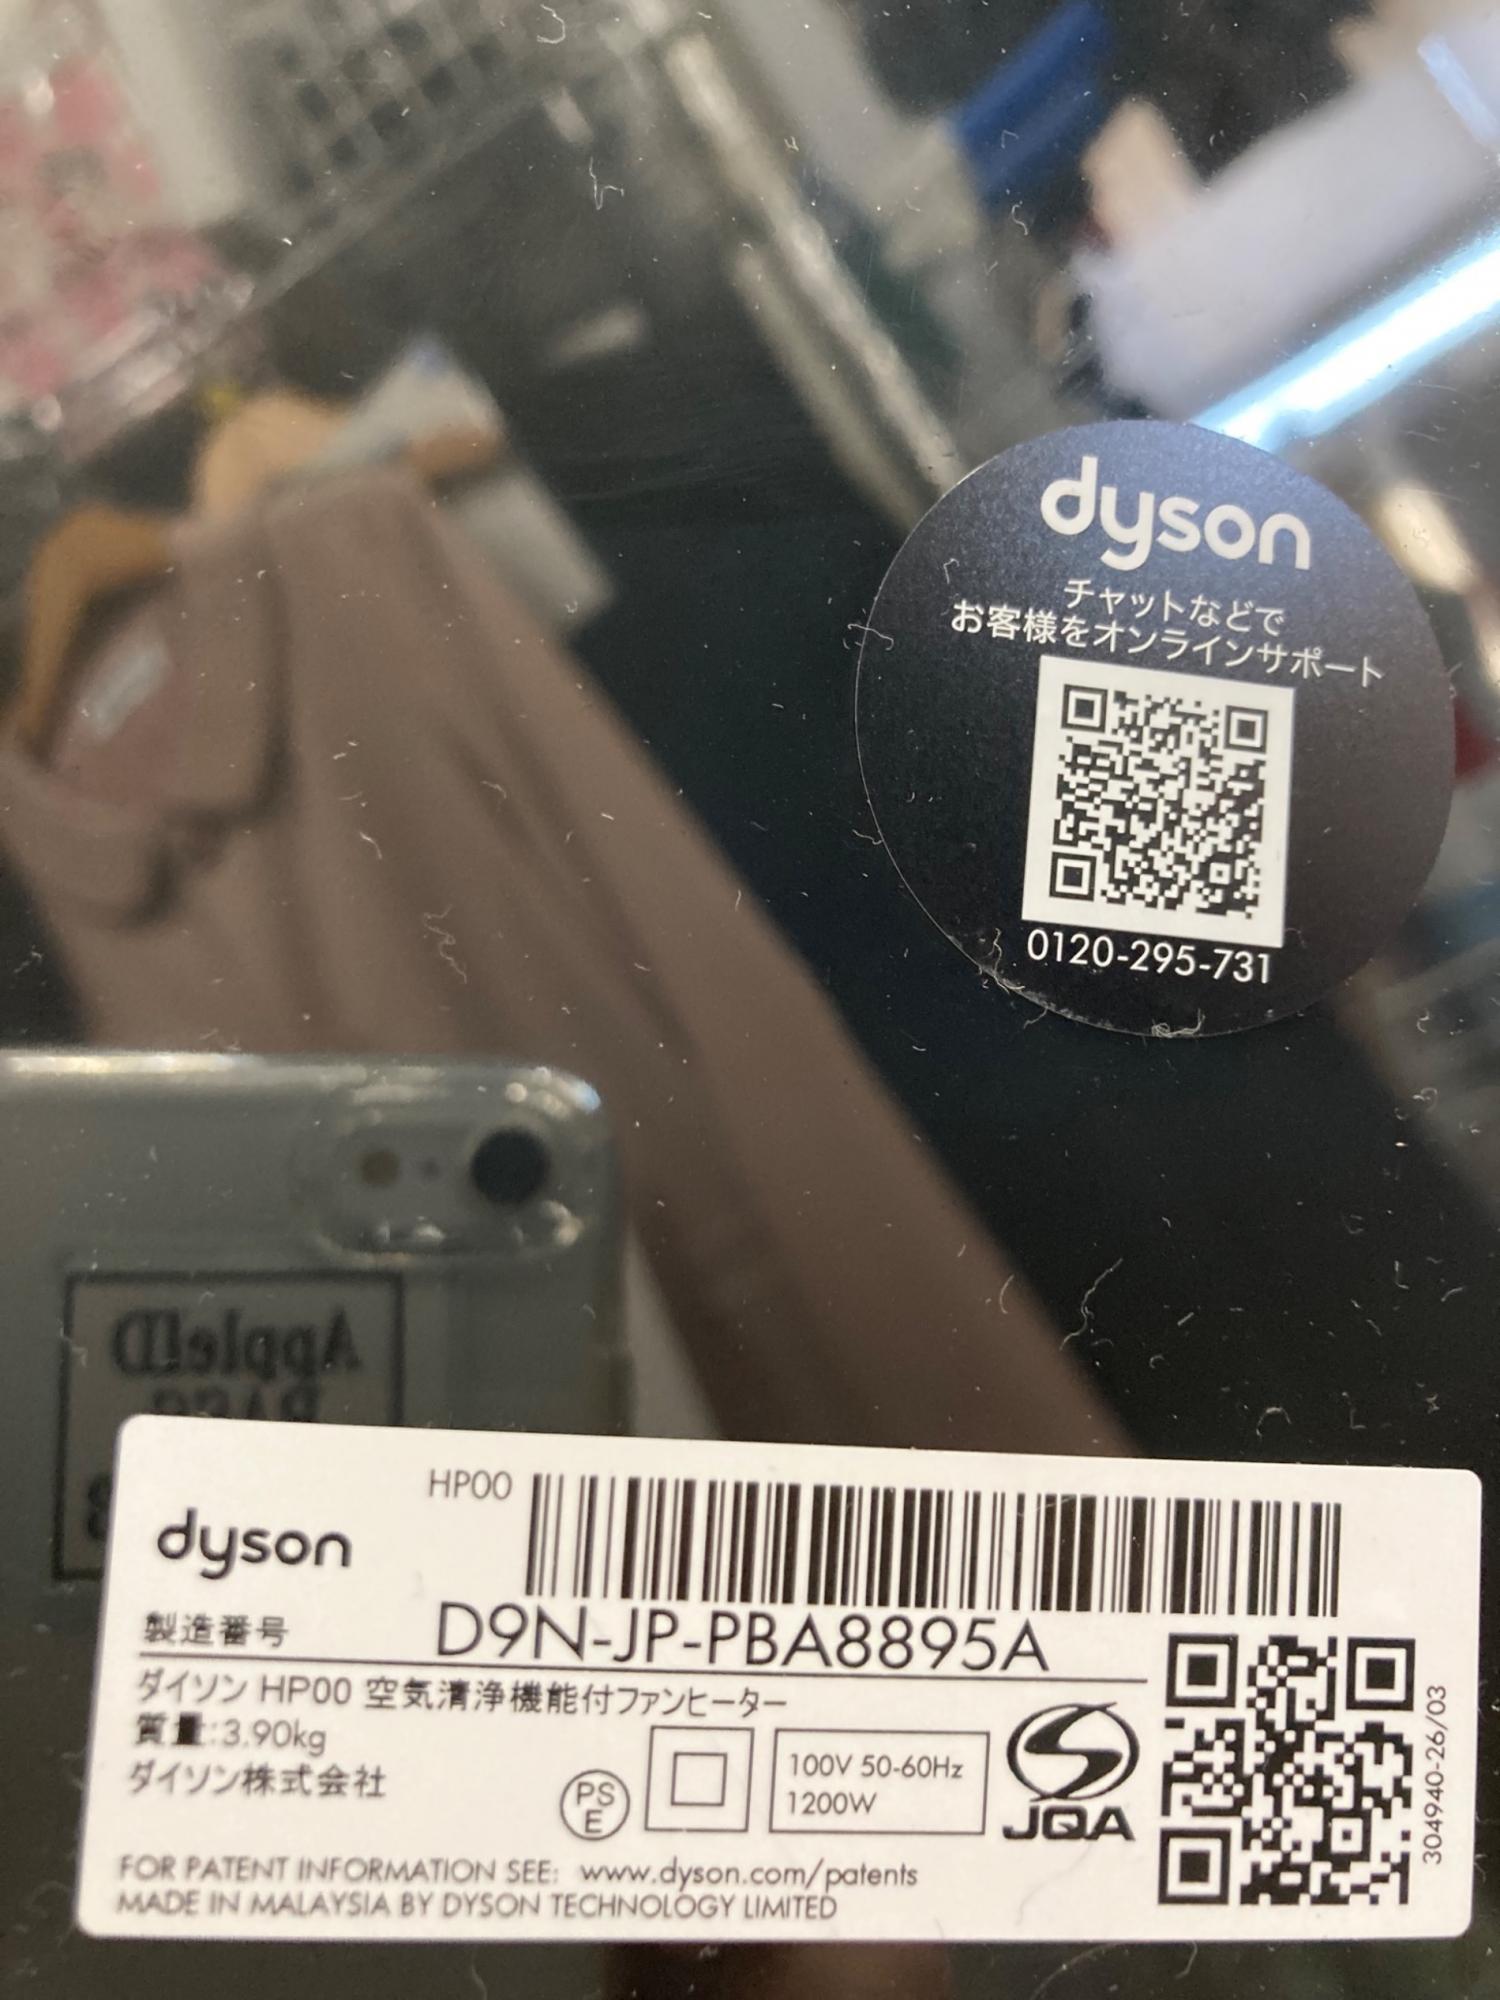 dyson
チャットなどで
お客様をオンラインサポート
0120-295-731
AppleID
HP00
dyson
製造番号 D9N-JP-PBA8895A
ダイソン HP00 空気清浄機能付ファンヒーター
質量:3.90kg
ダイソン株式会社
PS
E
100V 50-60Hz
1200W
JQA
304940-26/03
FOR PATENT INFORMATION SEE: www.dyson.com/patents
MADE IN MALAYSIA BY DYSON TECHNOLOGY LIMITED